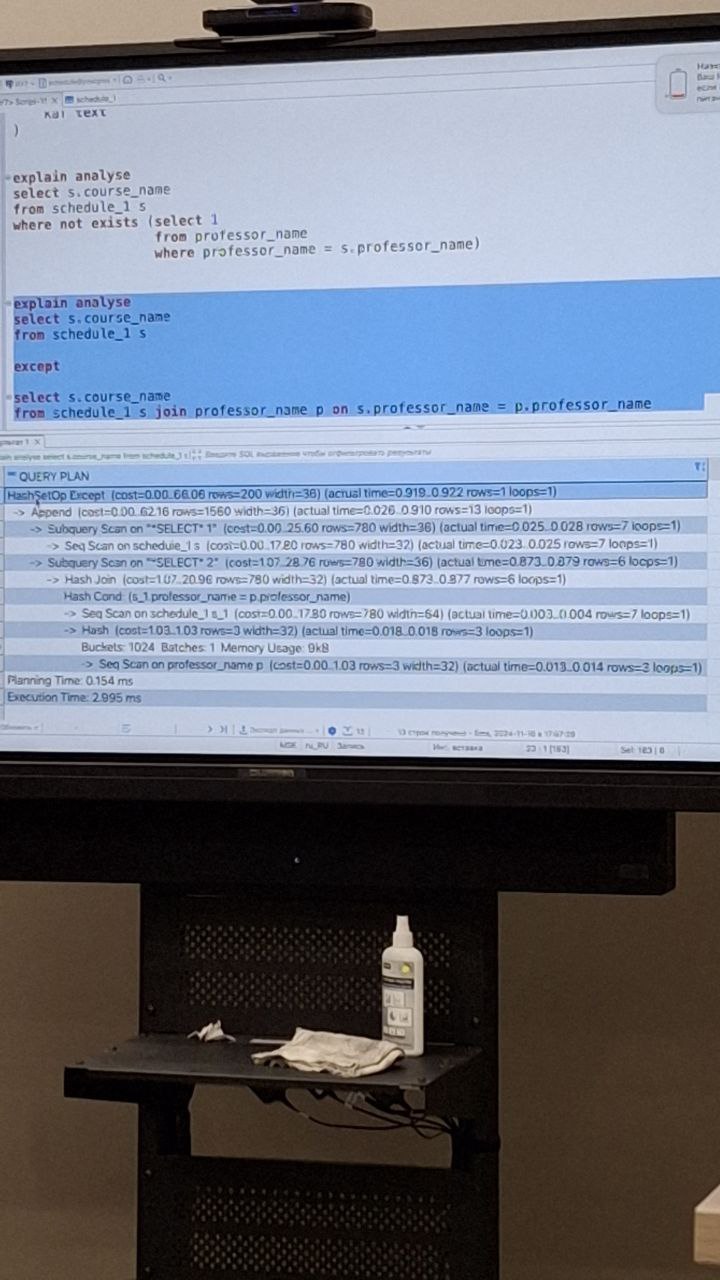 schedule_1
kai text
)
explain analyse
select s.course_name
from schedule_1 s
where not exists (select 1
from professor_name
where professor_name = s.professor_name)
explain analyse
select s.course_name
from schedule_1 s
except
select s.course_name
from schedule_1 s join professor_name p on s.professor_name = p.professor_name
Введите SQL выражение чтобы отфильтровать результаты
QUERY PLAN
HashSetOp Except (cost=0.00..66.06 rows=200 width=36) (actual time=0.919..0.922 rows=1 loops=1)
-> Append (cost=0.00..62.16 rows=1560 width=36) (actual time=0.026..0.910 rows=13 loops=1)
-> Subquery Scan on "*SELECT* 1" (cost=0.00..25.60 rows=780 width=36) (actual time=0.025..0.028 rows=7 loops=1)
-> Seq Scan on schedule_1 s (cost=0.00..17.80 rows=780 width=32) (actual time=0.023..0.025 rows=7 loops=1)
-> Subquery Scan on "*SELECT* 2" (cost=1.07..28.76 rows=780 width=36) (actual time=0.873..0.879 rows=6 loops=1)
-> Hash Join (cost=1.07..20.96 rows=780 width=32) (actual time=0.873..0.877 rows=6 loops=1)
Hash Cond: (s_1.professor_name = p.professor_name)
-> Seq Scan on schedule_1 s_1 (cost=0.00..17.80 rows=780 width=64) (actual time=0.003..0.004 rows=7 loops=1)
-> Hash (cost=1.03..1.03 rows=3 width=32) (actual time=0.018..0.018 rows=3 loops=1)
Buckets: 1024 Batches: 1 Memory Usage: 9kB
-> Seq Scan on professor_name p (cost=0.00..1.03 rows=3 width=32) (actual time=0.013..0.014 rows=3 loops=1)
Planning Time: 0.154 ms
Execution Time: 2.995 ms
13 строк получено
MSK ru_RU Запись вставка 23 : 1 [163] Sel: 163 | 8